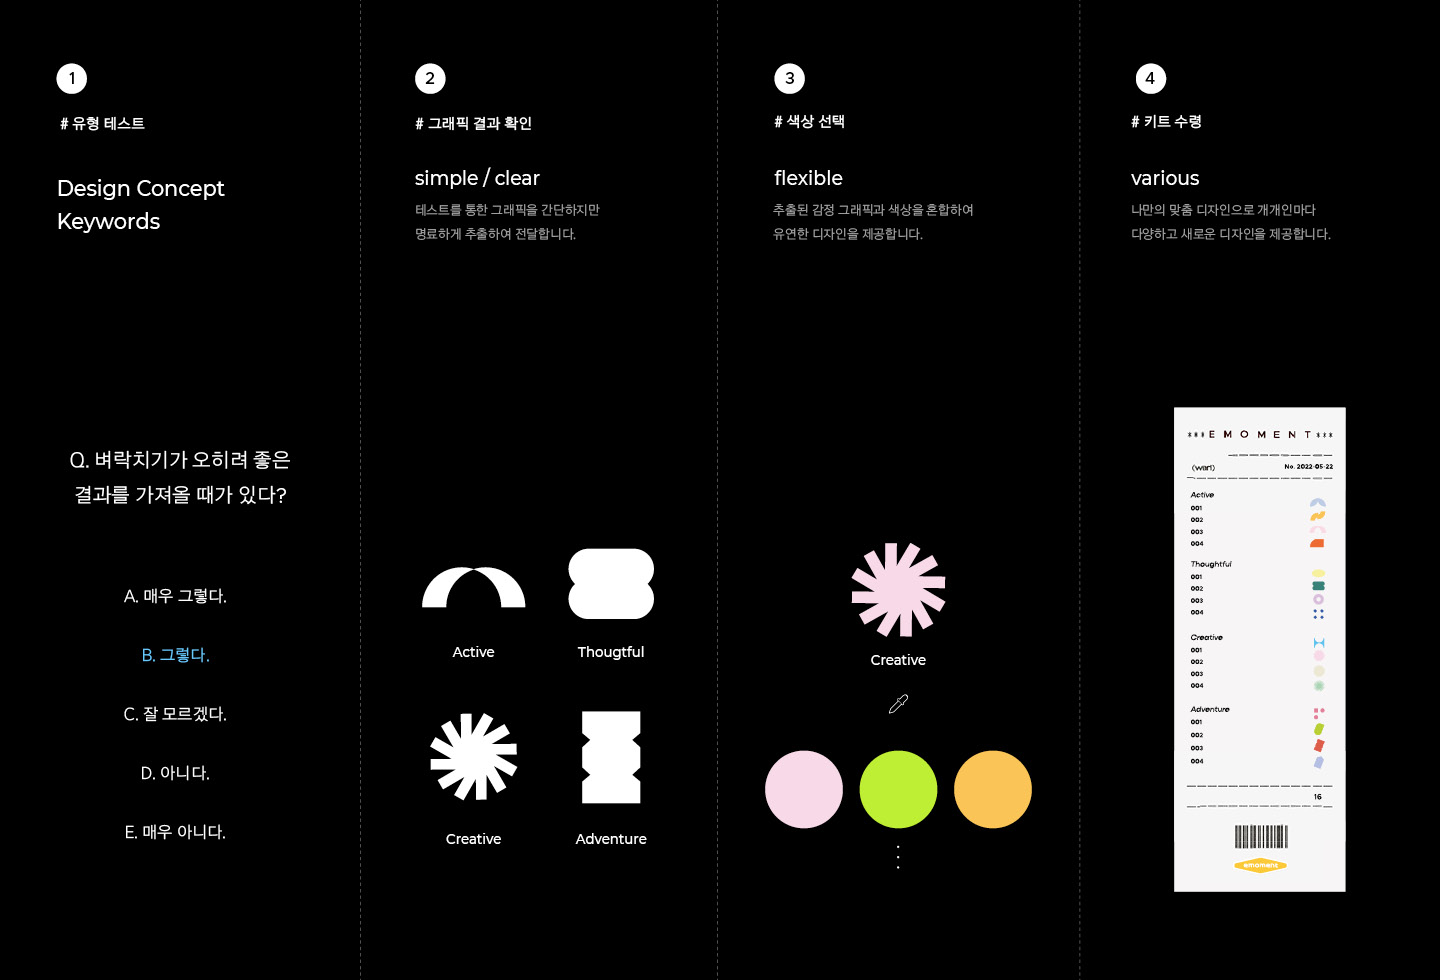 1
# 유형 테스트
Design Concept
Keywords
Q. 벼락치기가 오히려 좋은
결과를 가져올 때가 있다?
A. 매우 그렇다.
B. 그렇다.
C. 잘 모르겠다.
D. 아니다.
E. 매우 아니다.
2
# 그래픽 결과 확인
simple / clear
테스트를 통한 그래픽을 간단하지만
명료하게 추출하여 전달합니다.
Active
Thougtful
Creative
Adventure
3
# 색상 선택
flexible
추출된 감정 그래픽과 색상을 혼합하여
유연한 디자인을 제공합니다.
Creative
4
# 키트 수령
various
나만의 맞춤 디자인으로 개개인마다
다양하고 새로운 디자인을 제공합니다.
***EMOMENT***
(warl) No. 2022-05-22
Active
001
002
003
004
Thoughtful
001
002
003
004
Creative
001
002
003
004
Adventure
001
002
003
004
16
emoment